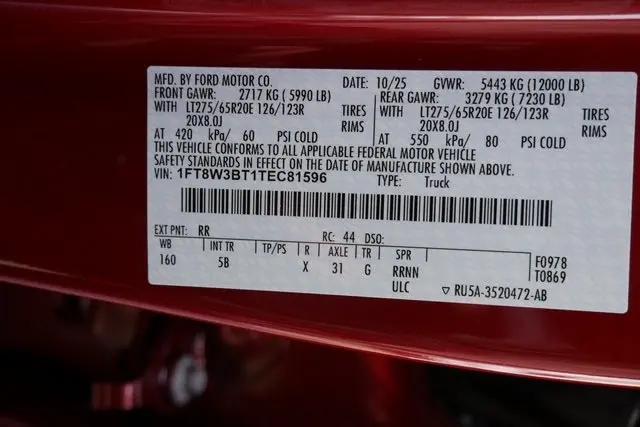 MFD. BY FORD MOTOR CO. DATE: 10/25 GVWR: 5443 KG (12000 LB)
FRONT GAWR: 2717 KG ( 5990 LB) REAR GAWR: 3279 KG ( 7230 LB)
WITH LT275/65R20E 126/123R TIRES WITH LT275/65R20E 126/123R TIRES
20X8.0J RIMS 20X8.0J RIMS
AT 420 kPa/ 60 PSI COLD AT 550 kPa/ 80 PSI COLD
THIS VEHICLE CONFORMS TO ALL APPLICABLE FEDERAL MOTOR VEHICLE
SAFETY STANDARDS IN EFFECT ON THE DATE OF MANUFACTURE SHOWN ABOVE.
VIN: 1FT8W3BT1TEC81596 TYPE: Truck
EXT PNT: RR RC: 44 DSO:
WB INT TR TP/PS R AXLE TR SPR F0978
160 5B X 31 G RRNN T0869
ULC ▽ RU5A-3520472-AB